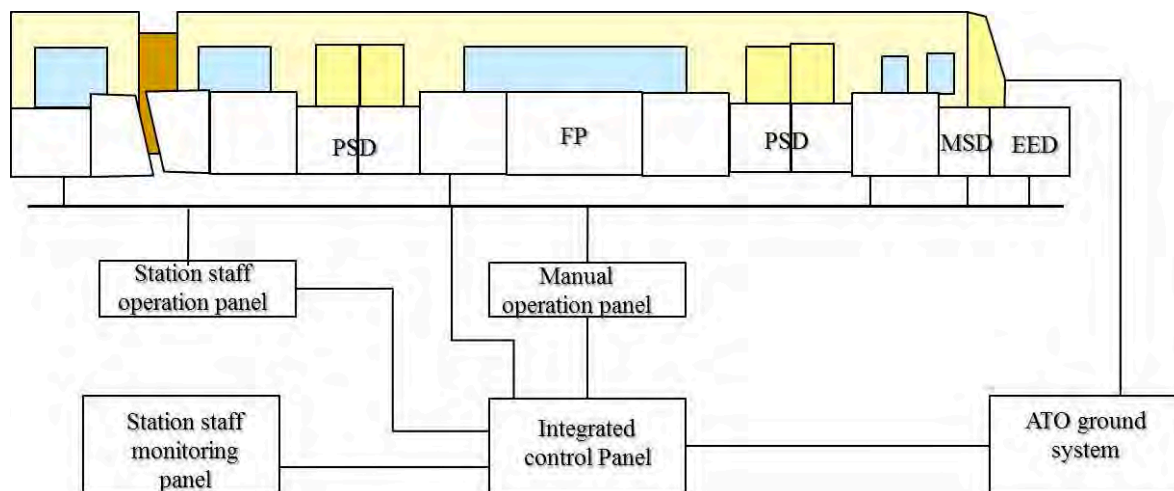 PSD
FP
PSD
MSD
EED
Station staff
operation panel
Manual
operation panel
Station staff
monitoring
panel
Integrated
control Panel
ATO ground
system